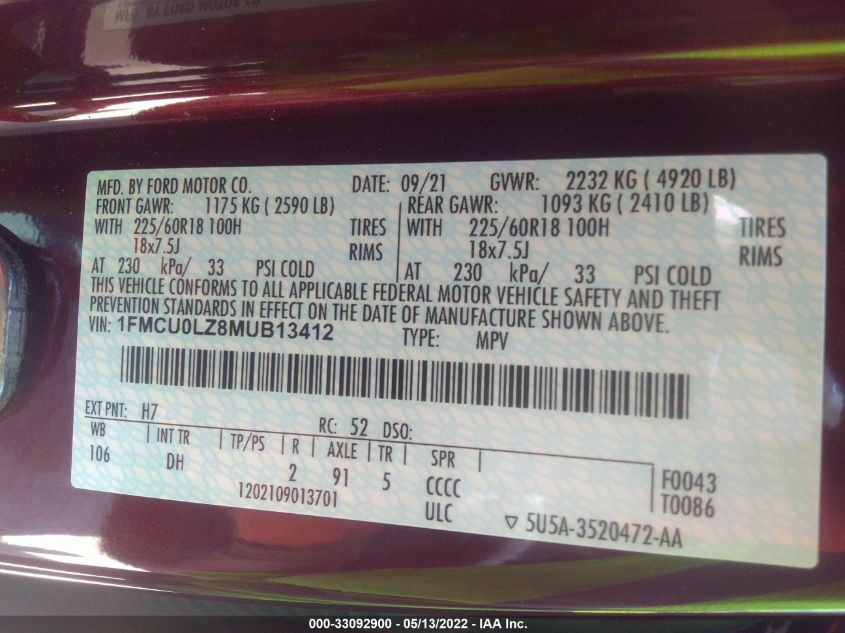 MFD. BY FORD MOTOR CO. DATE: 09/21 GVWR: 2232 KG ( 4920 LB)
FRONT GAWR: 1175 KG ( 2590 LB) REAR GAWR: 1093 KG ( 2410 LB)
WITH 225/60R18 100H TIRES WITH 225/60R18 100H TIRES
18x7.5J RIMS 18x7.5J RIMS
AT 230 kPa/ 33 PSI COLD AT 230 kPa/ 33 PSI COLD
THIS VEHICLE CONFORMS TO ALL APPLICABLE FEDERAL MOTOR VEHICLE SAFETY AND THEFT
PREVENTION STANDARDS IN EFFECT ON THE DATE OF MANUFACTURE SHOWN ABOVE.
VIN: 1FMCU0LZ8MUB13412 TYPE: MPV
EXT PNT: H7 RC: 52 DSO:
WB INT TR TP/PS R AXLE TR SPR
106 DH 2 91 5 CCCC F0043
1202109013701 ULC T0086
5U5A-3520472-AA
000-33092900 - 05/13/2022 - IAA Inc.